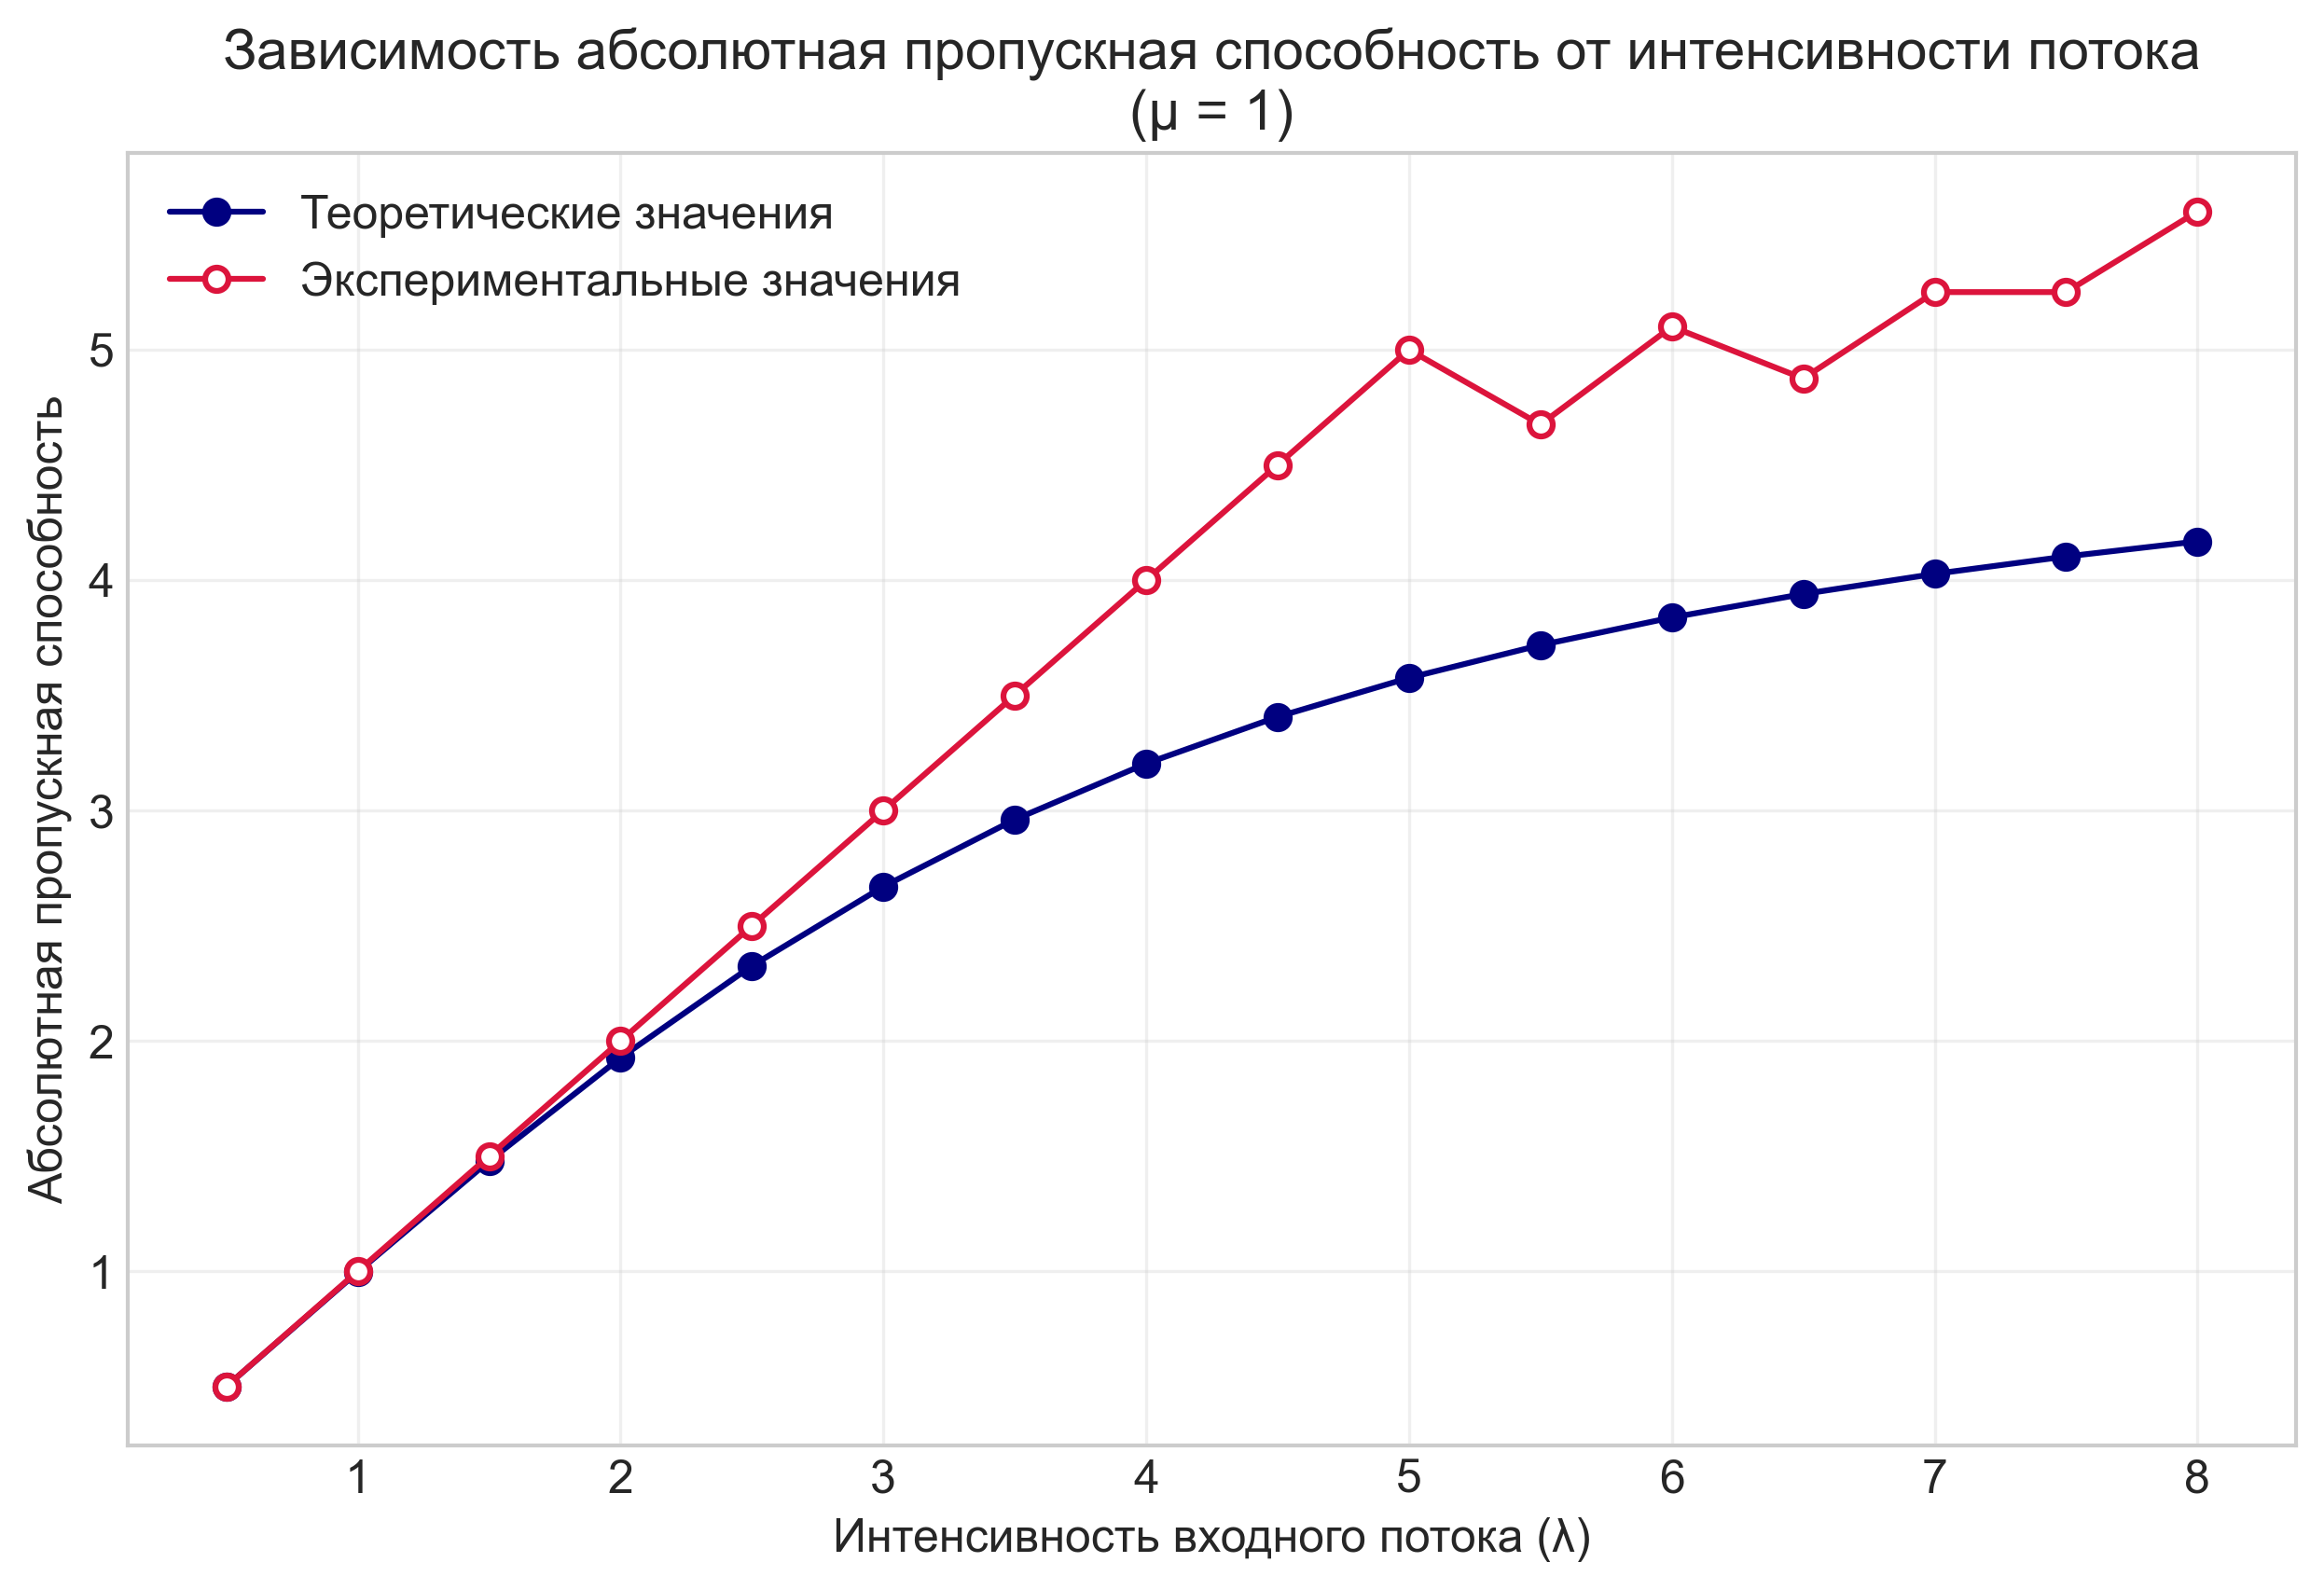 Зависимость абсолютная пропускная способность от интенсивности потока
(μ = 1)
Теоретические значения
Экспериментальные значения
Абсолютная пропускная способность
5
4
3
2
1
1 2 3 4 5 6 7 8
Интенсивность входного потока (λ)